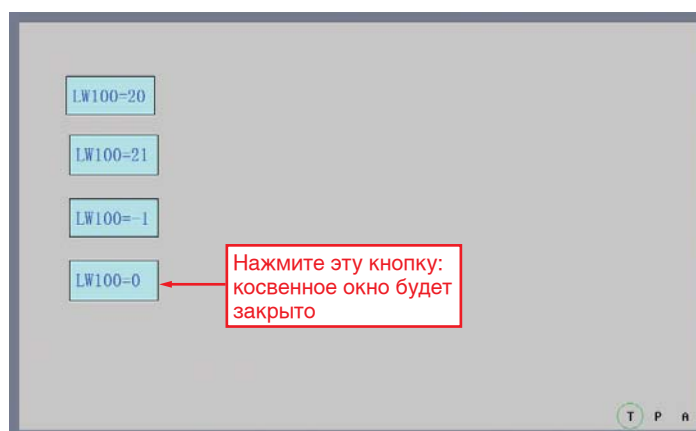 LW100=20
LW100=21
LW100=-1
LW100=0
Нажмите эту кнопку:
косвенное окно будет
закрыто
T P A